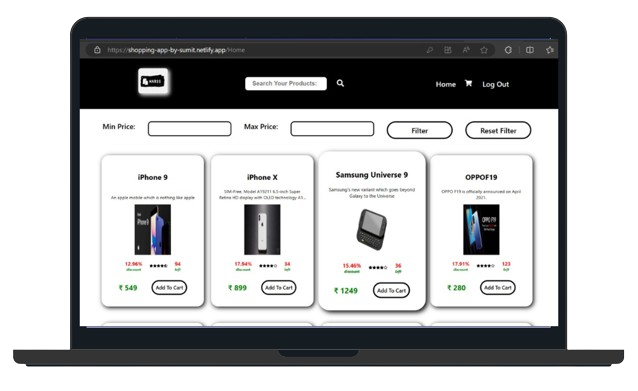 https://shopping-app-by-sumit.netlify.app/Home
Search Your Products:
Home
Log Out
Min Price:
Max Price:
Filter
Reset Filter
iPhone 9
An apple mobile which is nothing like apple
12.96%
discount
94
left
₹ 549
Add To Cart
iPhone X
SIM-Free, Model A19211 6.5-inch Super
Retina HD display with OLED technology A1...
17.94%
discount
34
left
₹ 899
Add To Cart
Samsung Universe 9
Samsung's new variant which goes beyond
Galaxy to the Universe
15.46%
discount
36
left
₹ 1249
Add To Cart
OPPOF19
OPPO F19 is officially announced on April
2021.
OPPO F19
17.91%
discount
123
left
₹ 280
Add To Cart